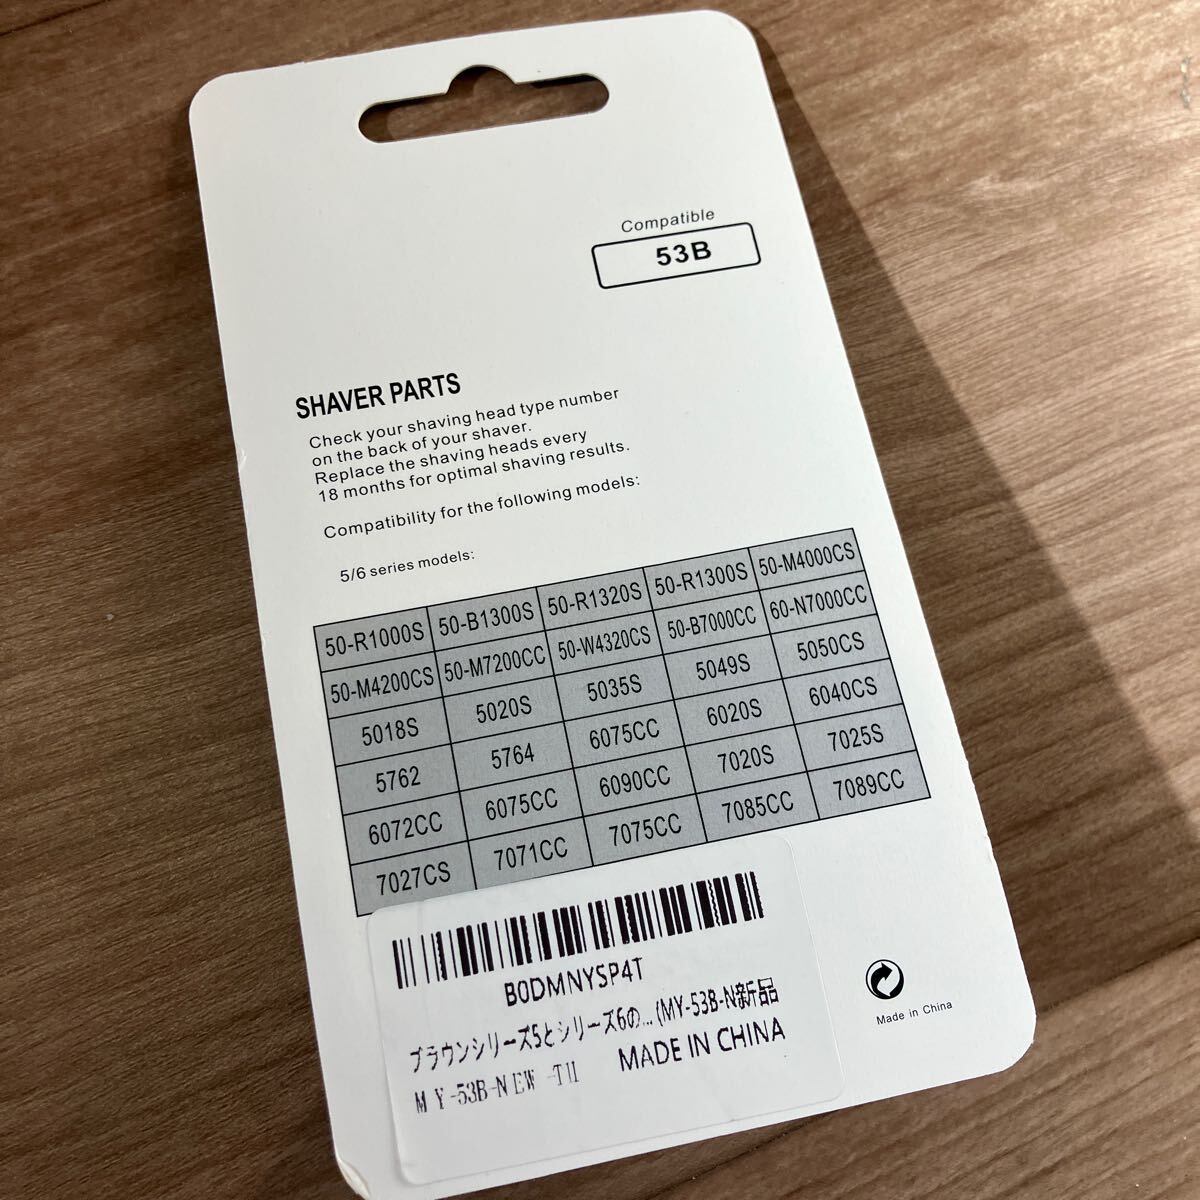 Compatible
53B
SHAVER PARTS
Check your shaving head type number
on the back of your shaver.
Replace the shaving heads every
18 months for optimal shaving results.
Compatibility for the following models:
5/6 series models:
50-R1000S 50-B1300S 50-R1320S 50-R1300S 50-M4000CS
50-M4200CS 50-M7200CC 50-W4320CS 50-B7000CC 60-N7000CC
5018S 5020S 5035S 5049S 5050CS
5762 5764 6075CC 6020S 6040CS
6072CC 6075CC 6090CC 7020S 7025S
7027CS 7071CC 7075CC 7085CC 7089CC
B0DMNYSP4T
ブラウンシリーズ5とシリーズ6の... (MY-53B-N新品
MY-53B-NEW -TII MADE IN CHINA
Made in China